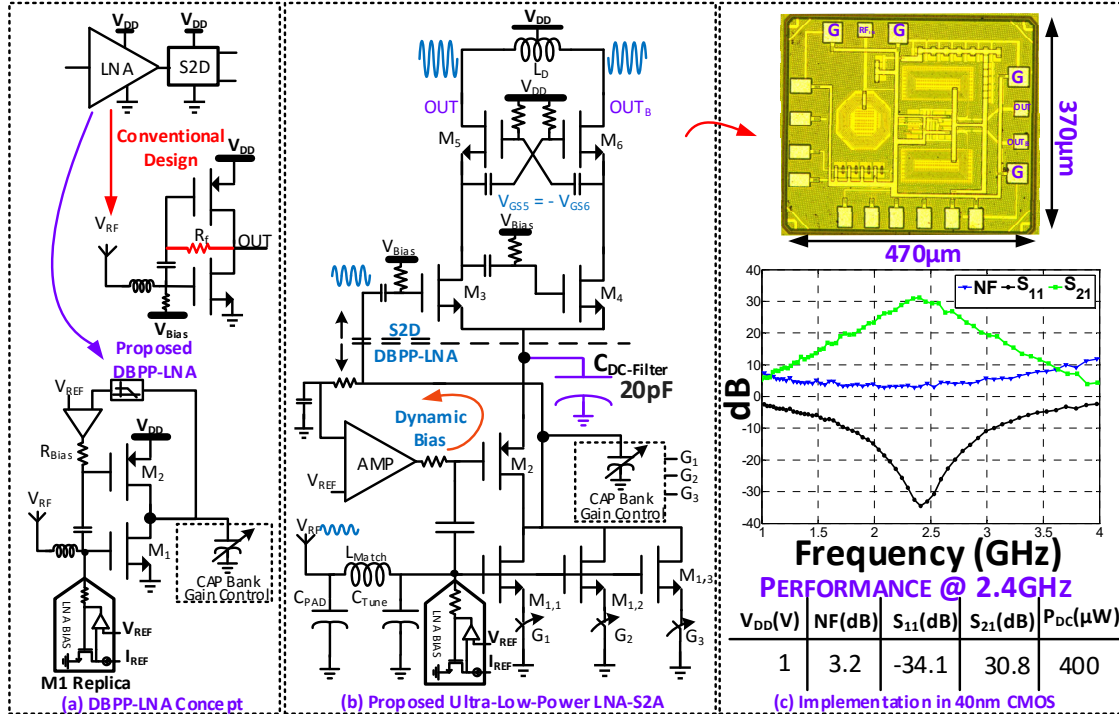 VDD
VDD
LNA
S2D
Conventional
Design
VDD
VRF
Rf
OUT
VBias
Proposed
DBPP-LNA
VREF
VDD
RBias
M2
VRF
M1
CAP Bank
Gain Control
LNA BIAS
VREF
IREF
M1 Replica
(a) DBPP-LNA Concept
VDD
LD
VDD
OUT
OUTB
M5
M6
VGS5 = - VGS6
VBias
VBias
M3
M4
S2D
DBPP-LNA
CDC-Filter
20pF
Dynamic
Bias
AMP
M2
VREF
CAP Bank
Gain Control
G1
G2
G3
VRF
LMatch
CPAD
CTune
M1,1
M1,2
M1,3
LNA BIAS
VREF
IREF
G1
G2
G3
(b) Proposed Ultra-Low-Power LNA-S2A
G
G
OUT
OUTB
G
370µm
470µm
NF
S11
S21
40
30
20
10
0
-10
-20
-30
-40
dB
1
1.5
2
2.5
3
3.5
4
Frequency (GHz)
PERFORMANCE @ 2.4GHz
VDD(V) NF(dB) S11(dB) S21(dB) PDC(µW)
1 3.2 -34.1 30.8 400
(c) Implementation in 40nm CMOS